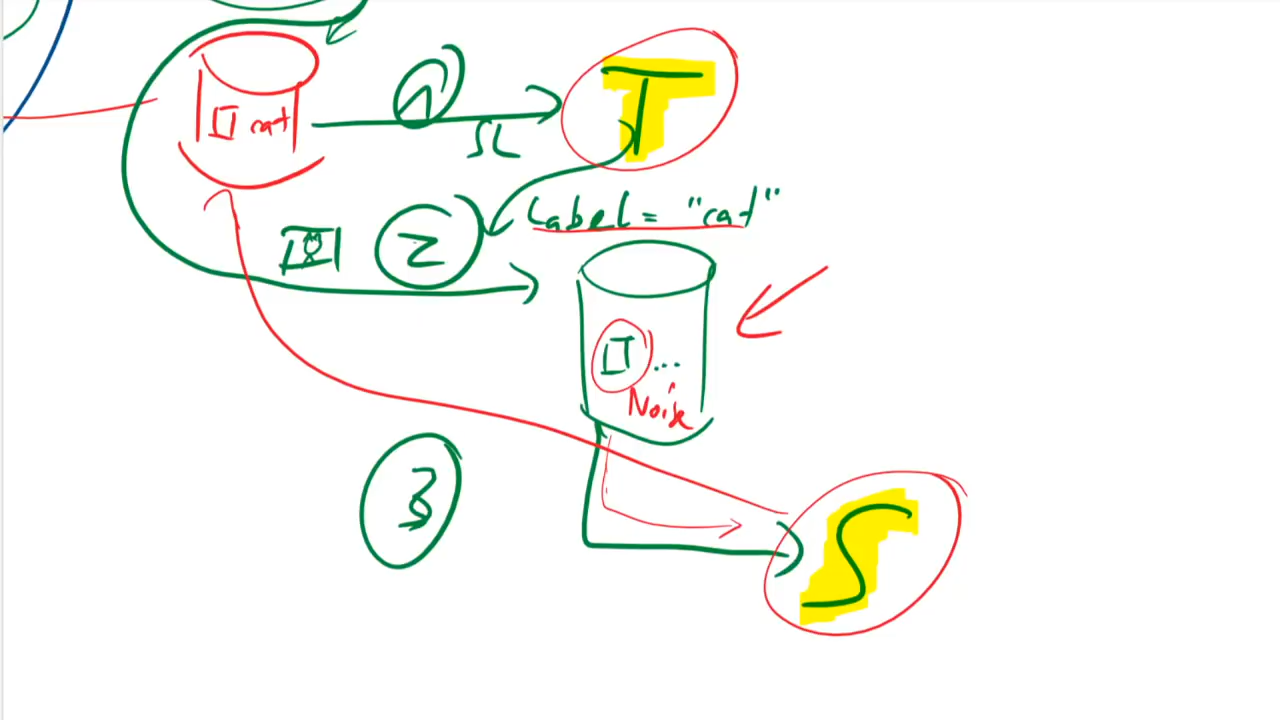 cat
1
T
SL
Label = "cat"
2
...
Noise
3
S